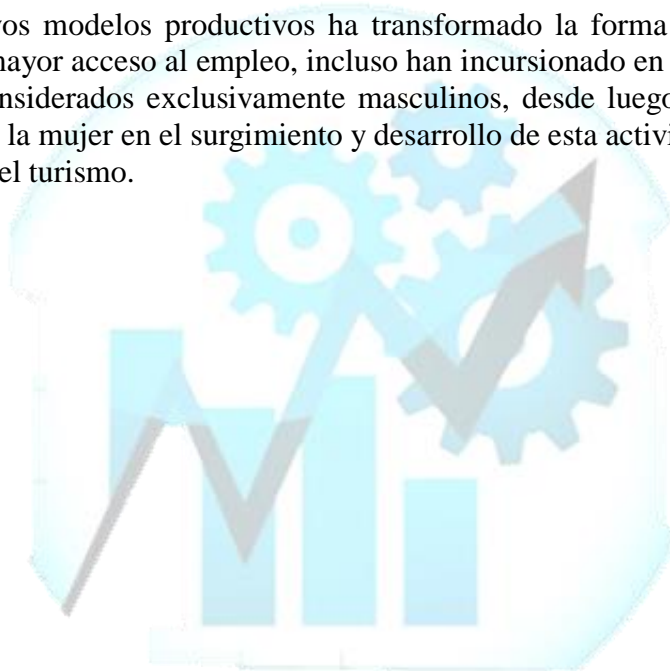 vos modelos productivos ha transformado la forma
mayor acceso al empleo, incluso han incursionado en
nsiderados exclusivamente masculinos, desde luego
la mujer en el surgimiento y desarrollo de esta activi
el turismo.